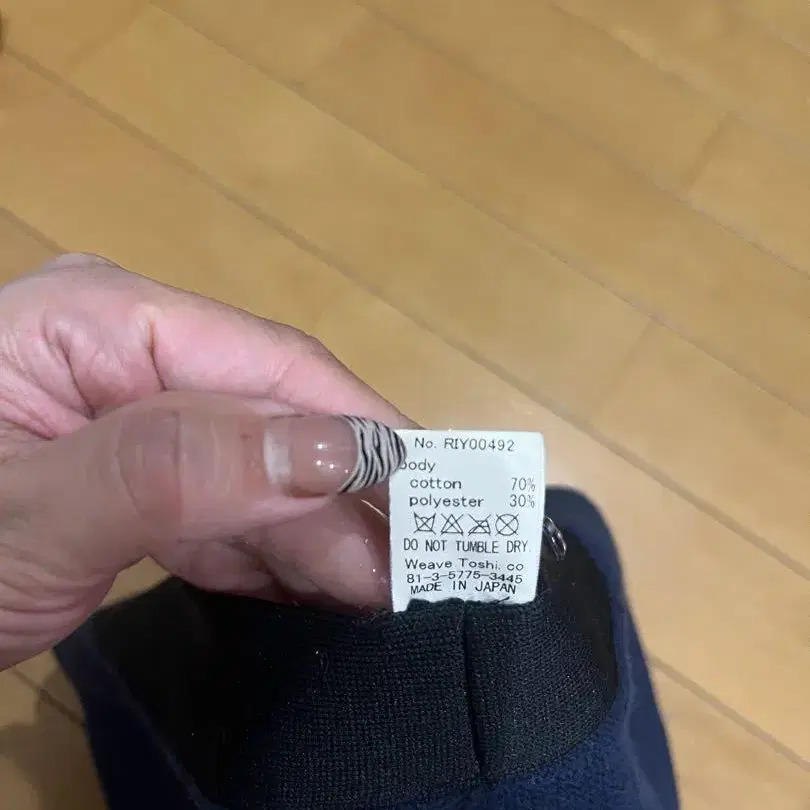 No. RIY00492
body
cotton 70%
polyester 30%
DO NOT TUMBLE DRY.
Weave Toshi. co
81-3-5775-3445
MADE IN JAPAN